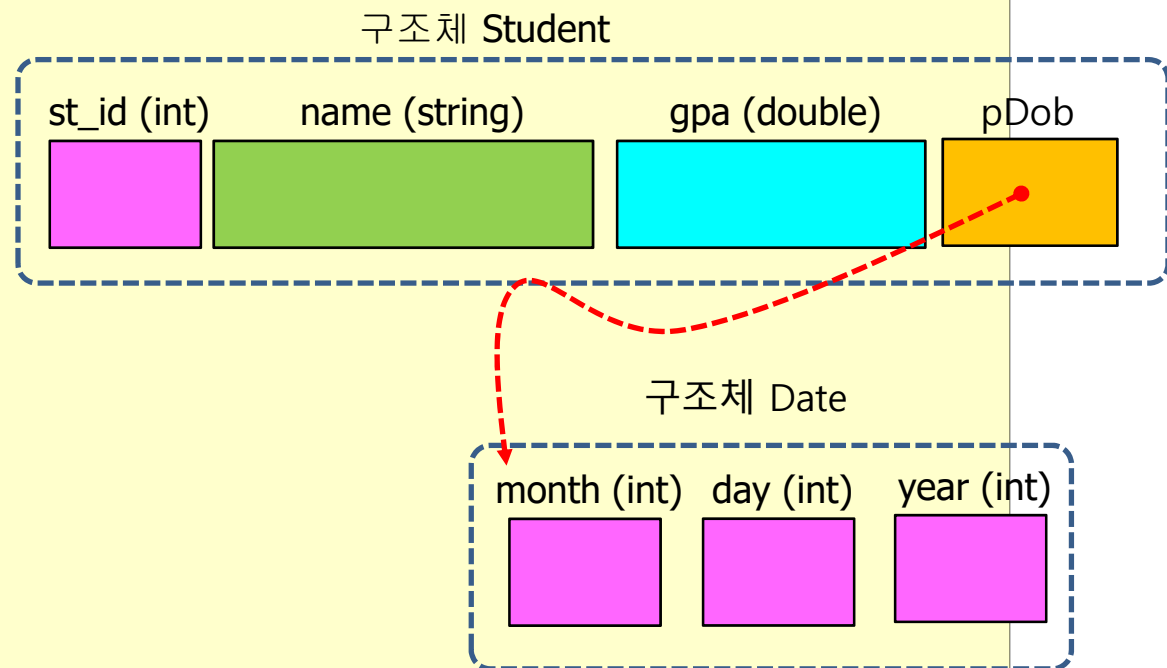 구조체 Student
st_id (int) name (string) gpa (double) pDob
구조체 Date
month (int) day (int) year (int)